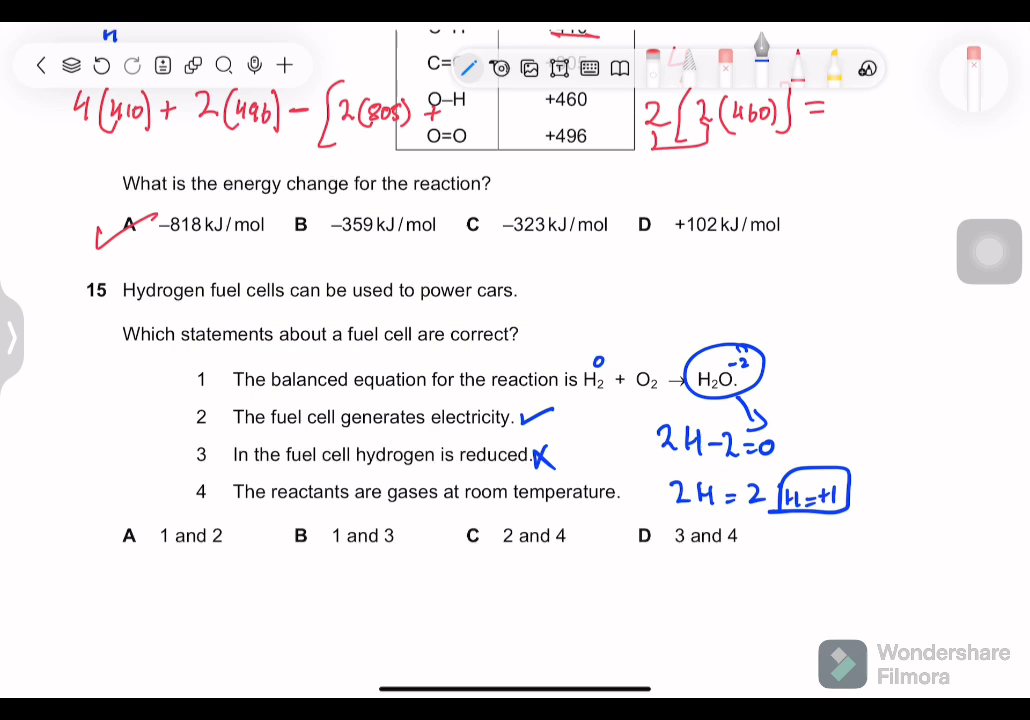 C=
4(410) + 2(496) - [2(805) +
2[2(460)] =
O–H +460
O=O +496
What is the energy change for the reaction?
A –818 kJ/mol B –359 kJ/mol C –323 kJ/mol D +102 kJ/mol
15 Hydrogen fuel cells can be used to power cars.
Which statements about a fuel cell are correct?
0
-2
1 The balanced equation for the reaction is H₂ + O₂ → H₂O.
2 The fuel cell generates electricity.
2H-2=0
3 In the fuel cell hydrogen is reduced.
4 The reactants are gases at room temperature.
2H = 2 H=+1
A 1 and 2 B 1 and 3 C 2 and 4 D 3 and 4
Wondershare
Filmora